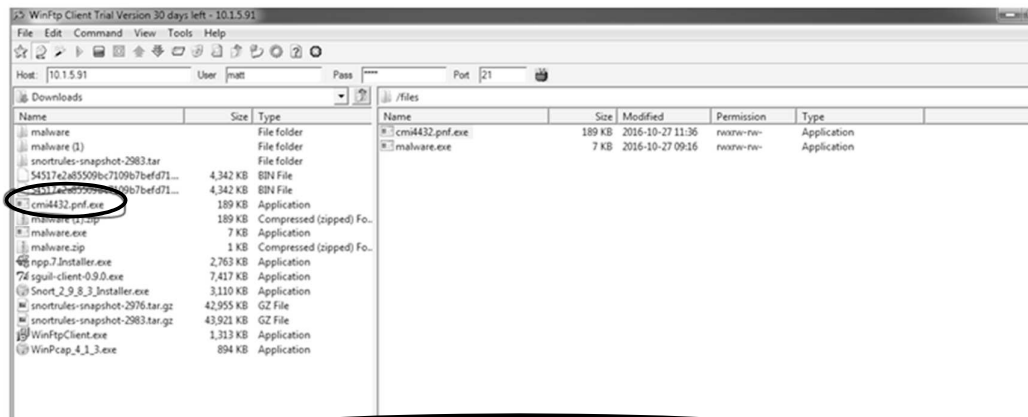 WinFtp Client Trial Version 30 days left - 10.1.5.91
File Edit Command View Tools Help
Host: 10.1.5.91 User matt Pass **** Port 21
Downloads
Name Size Type
malware File folder
malware (1) File folder
snortrules-snapshot-2983.tar File folder
54517e2a85509bc7109b7befd71... 4,342 KB BIN File
54517e2a85509bc7109b7befd71... 4,342 KB BIN File
cmi4432.pnf.exe 189 KB Application
malware (1).zip 189 KB Compressed (zipped) Fo...
malware.exe 7 KB Application
malware.zip 1 KB Compressed (zipped) Fo...
npp.7.Installer.exe 2,763 KB Application
sguil-client-0.9.0.exe 7,417 KB Application
Snort_2_9_8_3_Installer.exe 3,110 KB Application
snortrules-snapshot-2976.tar.gz 42,955 KB GZ File
snortrules-snapshot-2983.tar.gz 43,921 KB GZ File
WinFtpClient.exe 1,313 KB Application
WinPcap_4_1_3.exe 894 KB Application
/files
Name Size Modified Permission Type
cmi4432.pnf.exe 189 KB 2016-10-27 11:36 rwxrw-rw- Application
malware.exe 7 KB 2016-10-27 09:16 rwxrw-rw- Application